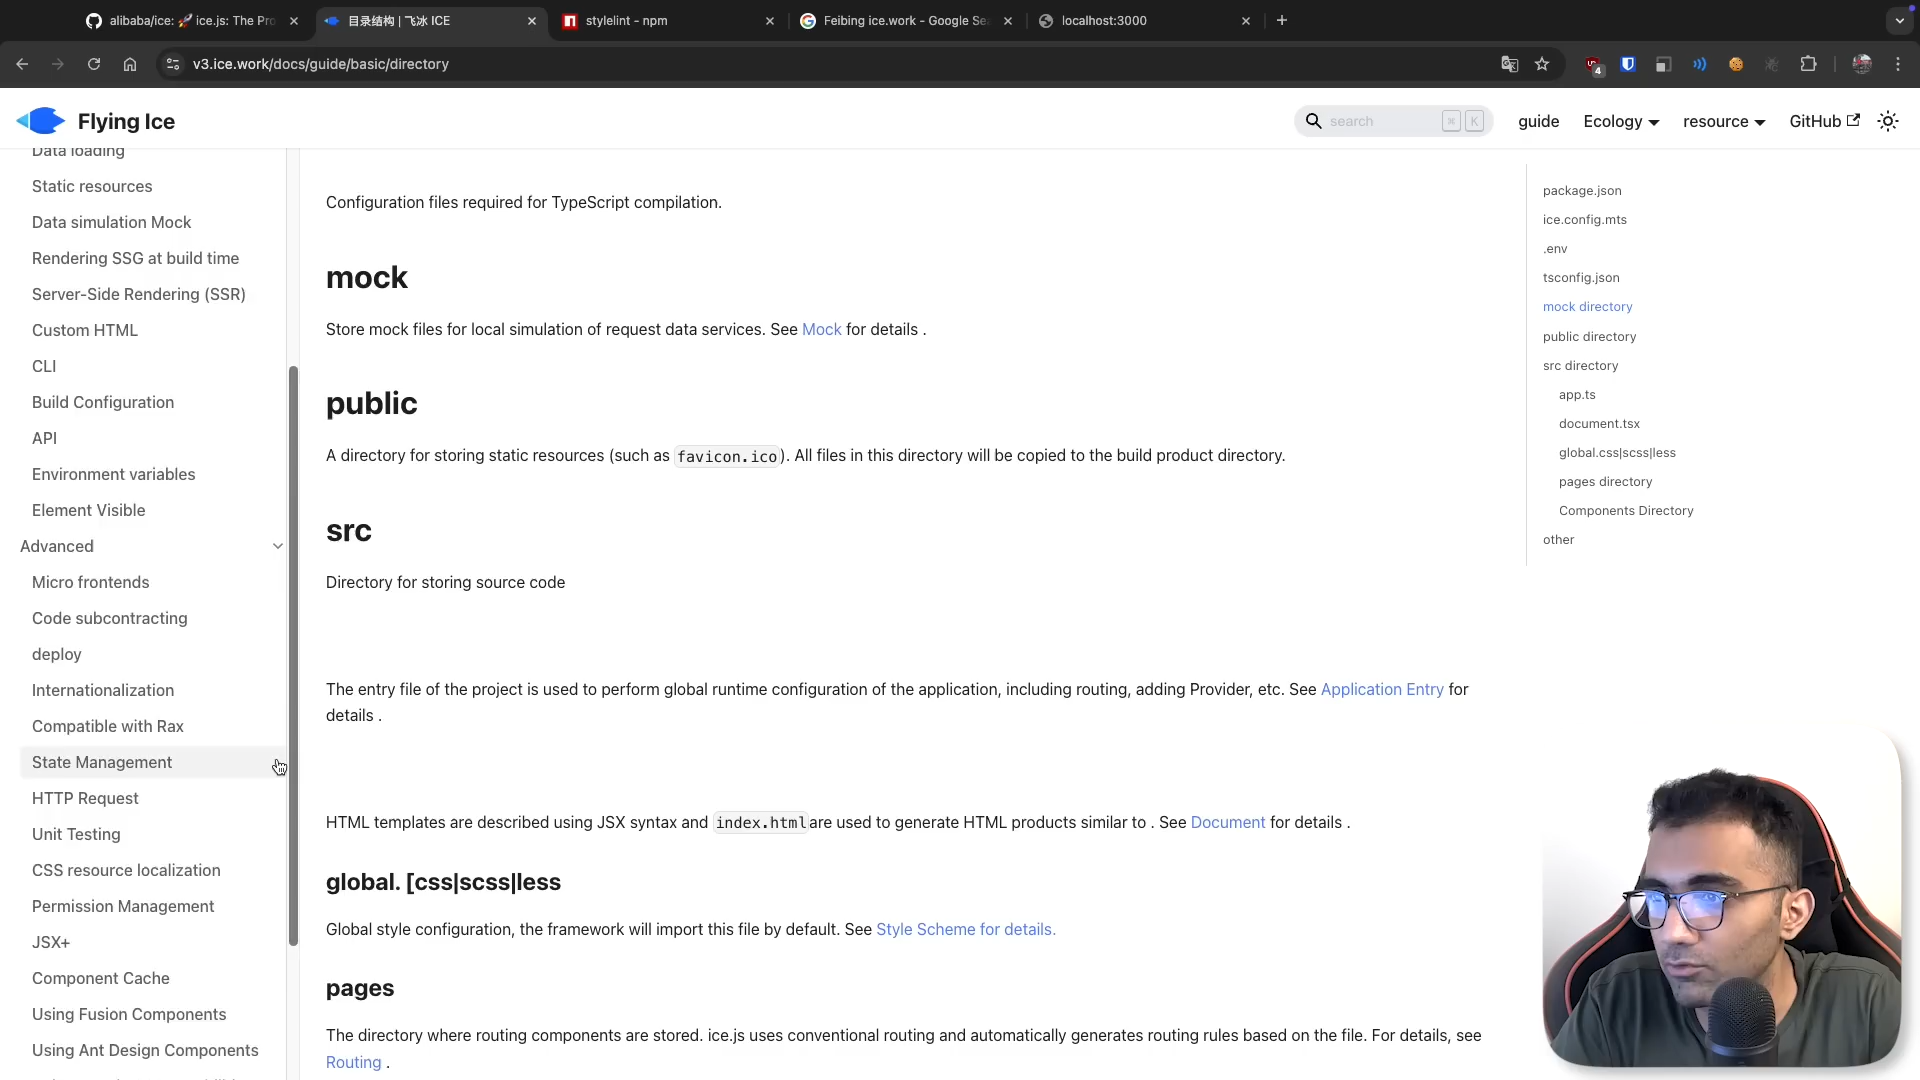 alibaba/ice: 🚀 ice.js: The Pro
目录结构 | 飞冰 ICE
stylelint - npm
Feibing ice.work - Google Se
localhost:3000
v3.ice.work/docs/guide/basic/directory
4
Flying Ice
search
⌘ K
guide
Ecology
resource
GitHub
Data loading
Static resources
Data simulation Mock
Rendering SSG at build time
Server-Side Rendering (SSR)
Custom HTML
CLI
Build Configuration
API
Environment variables
Element Visible
Advanced
Micro frontends
Code subcontracting
deploy
Internationalization
Compatible with Rax
State Management
HTTP Request
Unit Testing
CSS resource localization
Permission Management
JSX+
Component Cache
Using Fusion Components
Using Ant Design Components
Configuration files required for TypeScript compilation.
mock
Store mock files for local simulation of request data services. See Mock for details .
public
A directory for storing static resources (such as favicon.ico). All files in this directory will be copied to the build product directory.
src
Directory for storing source code
The entry file of the project is used to perform global runtime configuration of the application, including routing, adding Provider, etc. See Application Entry for
details .
HTML templates are described using JSX syntax and index.html are used to generate HTML products similar to . See Document for details .
global. [css|scss|less
Global style configuration, the framework will import this file by default. See Style Scheme for details.
pages
The directory where routing components are stored. ice.js uses conventional routing and automatically generates routing rules based on the file. For details, see
Routing .
package.json
ice.config.mts
.env
tsconfig.json
mock directory
public directory
src directory
app.ts
document.tsx
global.css|scss|less
pages directory
Components Directory
other